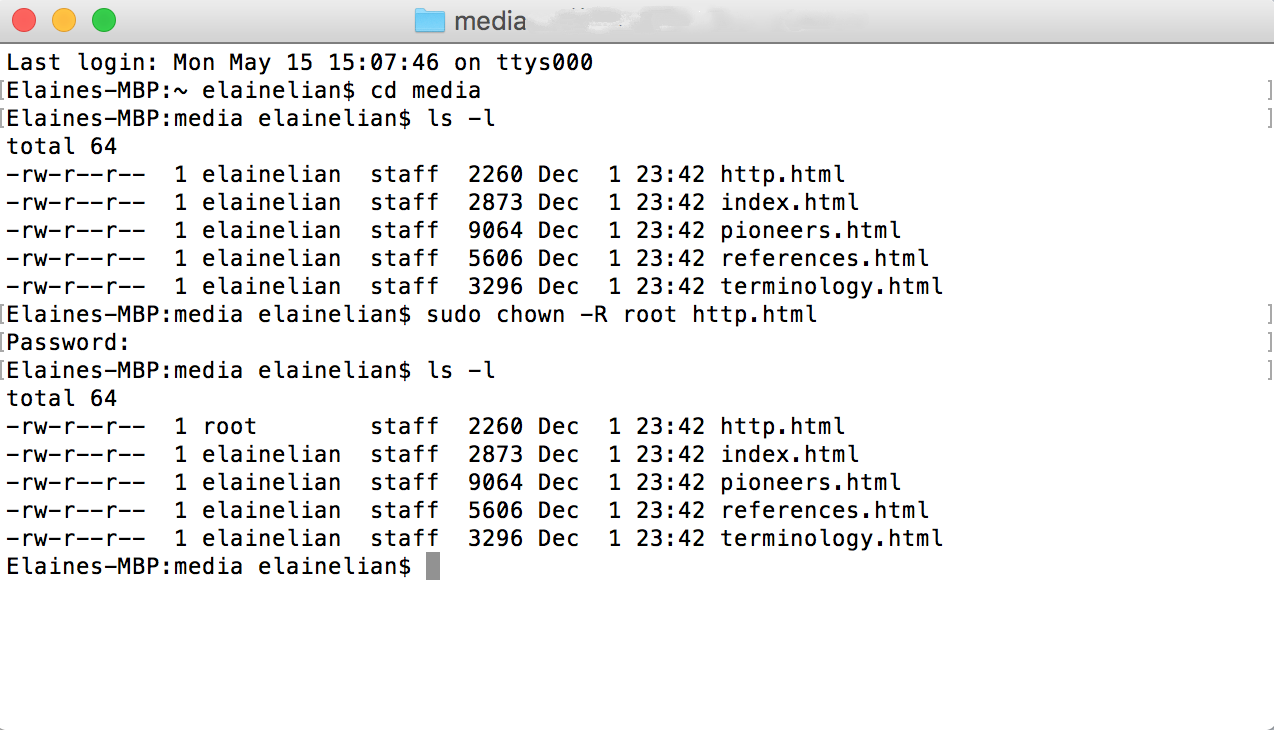 media
Last login: Mon May 15 15:07:46 on ttys000
[Elaines-MBP:~ elainelian$ cd media ]
[Elaines-MBP:media elainelian$ ls -l ]
total 64
-rw-r--r--  1 elainelian  staff  2260 Dec  1 23:42 http.html
-rw-r--r--  1 elainelian  staff  2873 Dec  1 23:42 index.html
-rw-r--r--  1 elainelian  staff  9064 Dec  1 23:42 pioneers.html
-rw-r--r--  1 elainelian  staff  5606 Dec  1 23:42 references.html
-rw-r--r--  1 elainelian  staff  3296 Dec  1 23:42 terminology.html
[Elaines-MBP:media elainelian$ sudo chown -R root http.html ]
[Password: ]
[Elaines-MBP:media elainelian$ ls -l ]
total 64
-rw-r--r--  1 root        staff  2260 Dec  1 23:42 http.html
-rw-r--r--  1 elainelian  staff  2873 Dec  1 23:42 index.html
-rw-r--r--  1 elainelian  staff  9064 Dec  1 23:42 pioneers.html
-rw-r--r--  1 elainelian  staff  5606 Dec  1 23:42 references.html
-rw-r--r--  1 elainelian  staff  3296 Dec  1 23:42 terminology.html
Elaines-MBP:media elainelian$